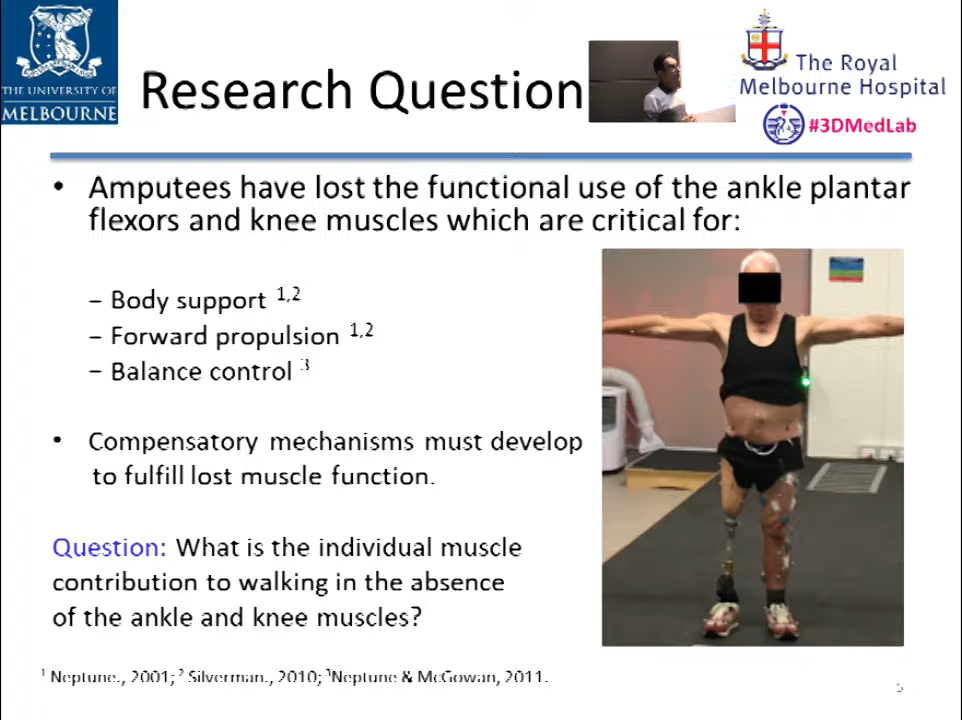 THE UNIVERSITY OF
MELBOURNE
Research Question
The Royal
Melbourne Hospital
#3DMedLab
• Amputees have lost the functional use of the ankle plantar
flexors and knee muscles which are critical for:
– Body support 1,2
– Forward propulsion 1,2
– Balance control 3
• Compensatory mechanisms must develop
to fulfill lost muscle function.
Question: What is the individual muscle
contribution to walking in the absence
of the ankle and knee muscles?
1 Neptune., 2001; 2 Silverman., 2010; 3 Neptune & McGowan, 2011.
5